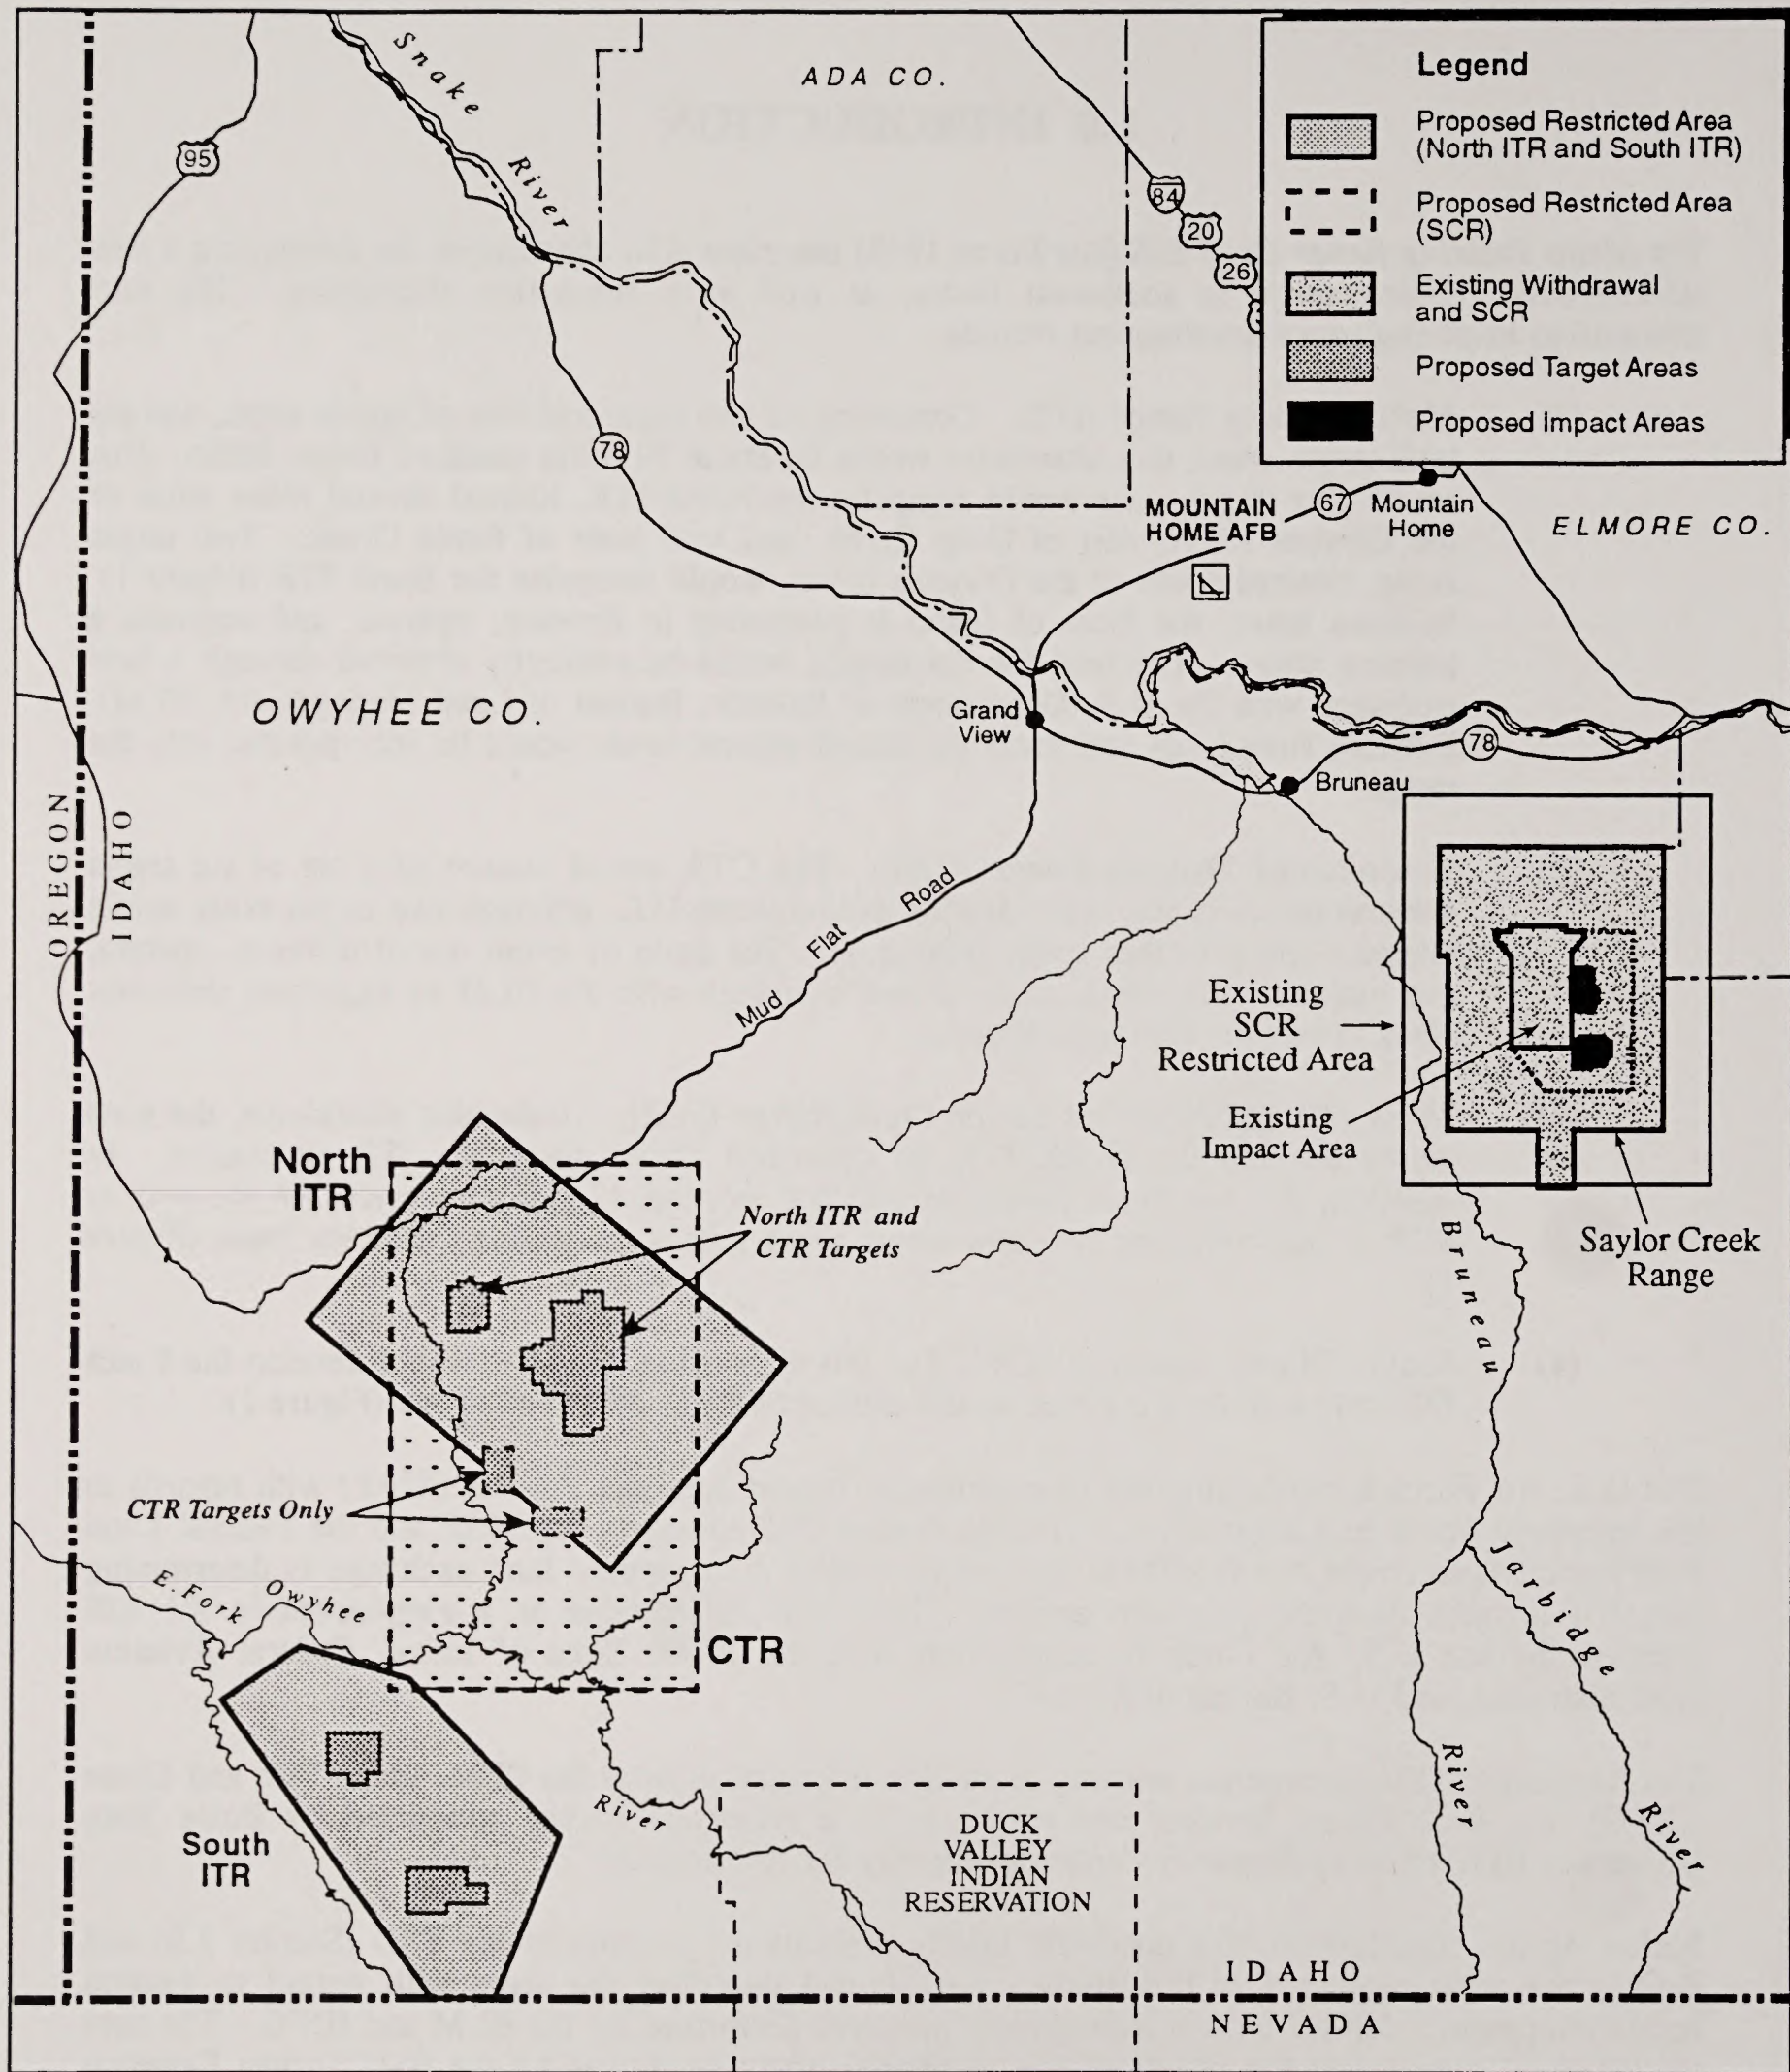 Snake
River
ADA CO.
95
84
20
26
Legend
Proposed Restricted Area
(North ITR and South ITR)
Proposed Restricted Area
(SCR)
Existing Withdrawal
and SCR
Proposed Target Areas
Proposed Impact Areas
78
MOUNTAIN
HOME AFB
67
Mountain
Home
ELMORE CO.
OWYHEE CO.
Grand
View
78
Bruneau
OREGON
IDAHO
Mud Flat Road
Existing
SCR
Restricted Area
Existing
Impact Area
Saylor Creek
Range
North
ITR
North ITR and
CTR Targets
CTR Targets Only
Bruneau
River
Jarbidge
River
E. Fork
Owyhee
River
CTR
South
ITR
DUCK
VALLEY
INDIAN
RESERVATION
IDAHO
NEVADA